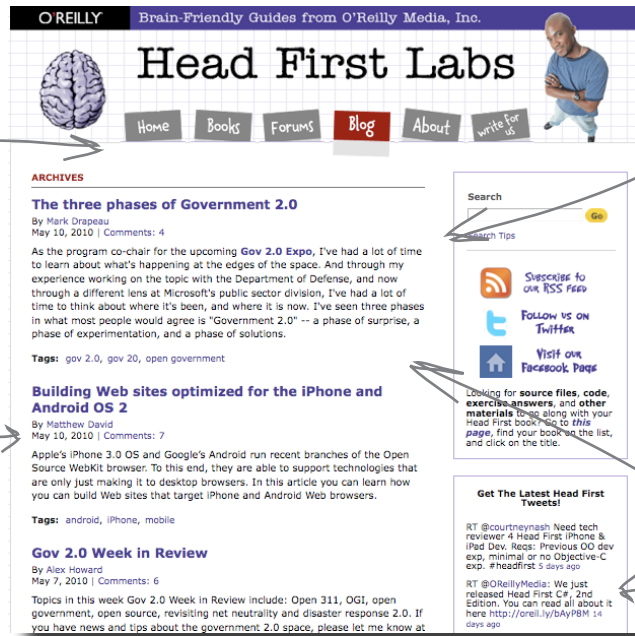 O'REILLY Brain-Friendly Guides from O'Reilly Media, Inc.
Head First Labs
Home Books Forums Blog About write for us
ARCHIVES
The three phases of Government 2.0
By Mark Drapeau
May 10, 2010 | Comments: 4
As the program co-chair for the upcoming Gov 2.0 Expo, I've had a lot of time
to learn about what's happening at the edges of the space. And through my
experience working on the topic with the Department of Defense, and now
through a different lens at Microsoft's public sector division, I've had a lot of
time to think about where it's been, and where it is now. I've seen three phases
in what most people would agree is "Government 2.0" -- a phase of surprise, a
phase of experimentation, and a phase of solutions.
Tags: gov 2.0, gov 20, open government
Building Web sites optimized for the iPhone and
Android OS 2
By Matthew David
May 10, 2010 | Comments: 7
Apple's iPhone 3.0 OS and Google's Android run recent branches of the Open
Source WebKit browser. To this end, they are able to support technologies that
are only just making it to desktop browsers. In this article you can learn how
you can build Web sites that target iPhone and Android Web browsers.
Tags: android, iPhone, mobile
Gov 2.0 Week in Review
By Alex Howard
May 7, 2010 | Comments: 6
Topics in this week Gov 2.0 Week in Review include: Open 311, OGI, open
government, open source, revisiting net neutrality and disaster response 2.0. If
you have news and tips about the government 2.0 space, please let me know at
Search
Go
Search Tips
Subscribe to
our RSS feed
Follow us on
Twitter
Visit our
Facebook Page
Looking for source files, code,
exercise answers, and other
materials to go along with your
Head First book? Go to this
page, find your book on the list,
and click on the title.
Get The Latest Head First
Tweets!
RT @courtneynash Need tech
reviewer 4 Head First iPhone &
iPad Dev. Reqs: Previous OO dev
exp, minimal or no Objective-C
exp. #headfirst 5 days ago
RT @OReillyMedia: We just
released Head First C#, 2nd
Edition. You can read all about it
here http://oreil.ly/bAyP8M 14
days ago